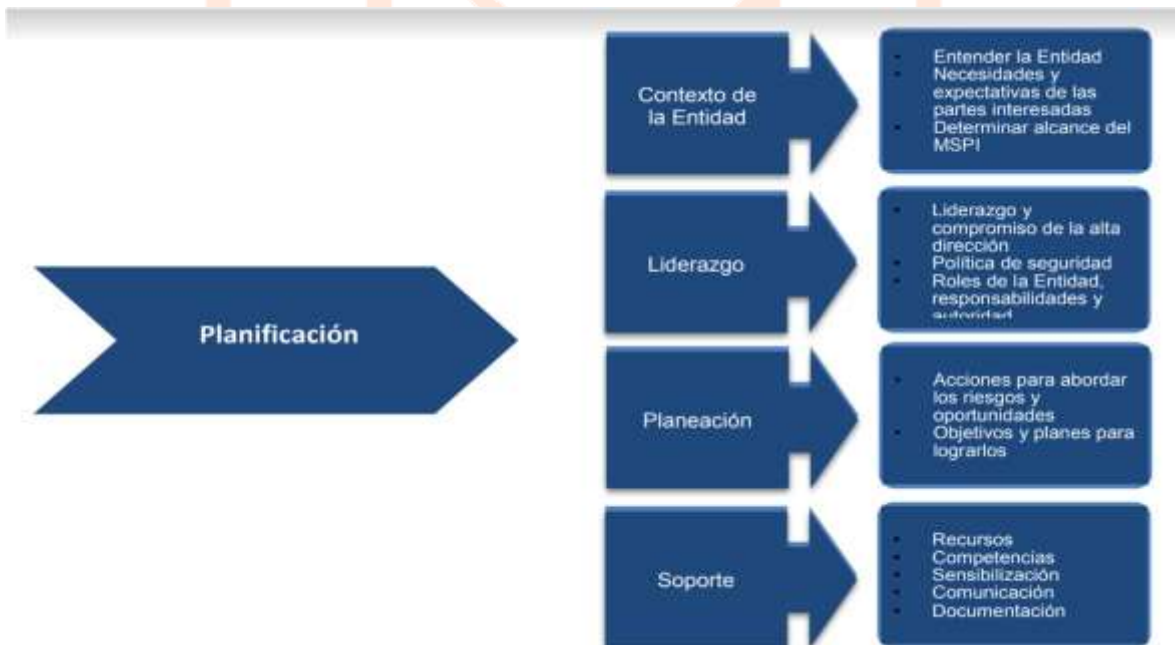 Planificación
Contexto de
la Entidad
Entender la Entidad
Necesidades y
expectativas de las
partes interesadas
Determinar alcance del
MSPI
Liderazgo
Liderazgo y
compromiso de la alta
dirección
Política de seguridad
Roles de la Entidad,
responsabilidades y
autoridad
Planeación
Acciones para abordar
los riesgos y
oportunidades
Objetivos y planes para
lograrlos
Soporte
Recursos
Competencias
Sensibilización
Comunicación
Documentación